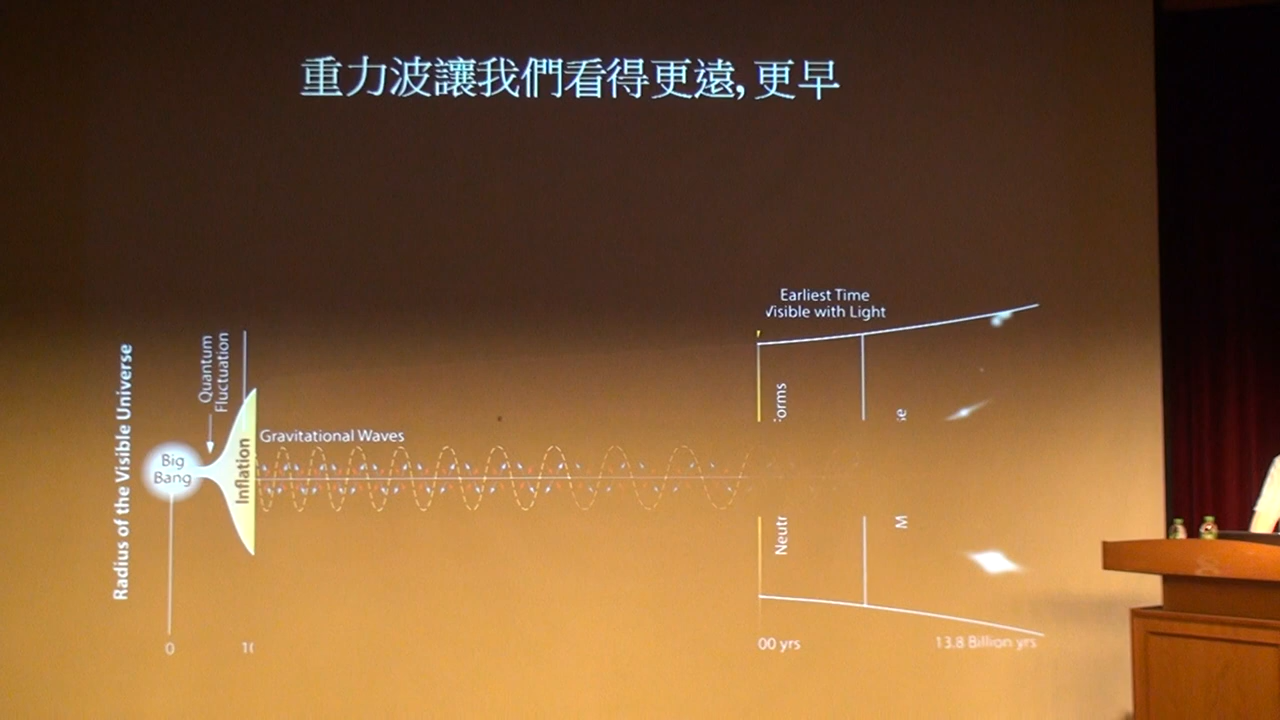 重力波讓我們看得更遠, 更早
Earliest Time
Visible with Light
Radius of the Visible Universe
Quantum
Fluctuation
Big
Bang
Inflation
Gravitational Waves
orms
Neutr
se
M
0
00 yrs
13.8 Billion yrs